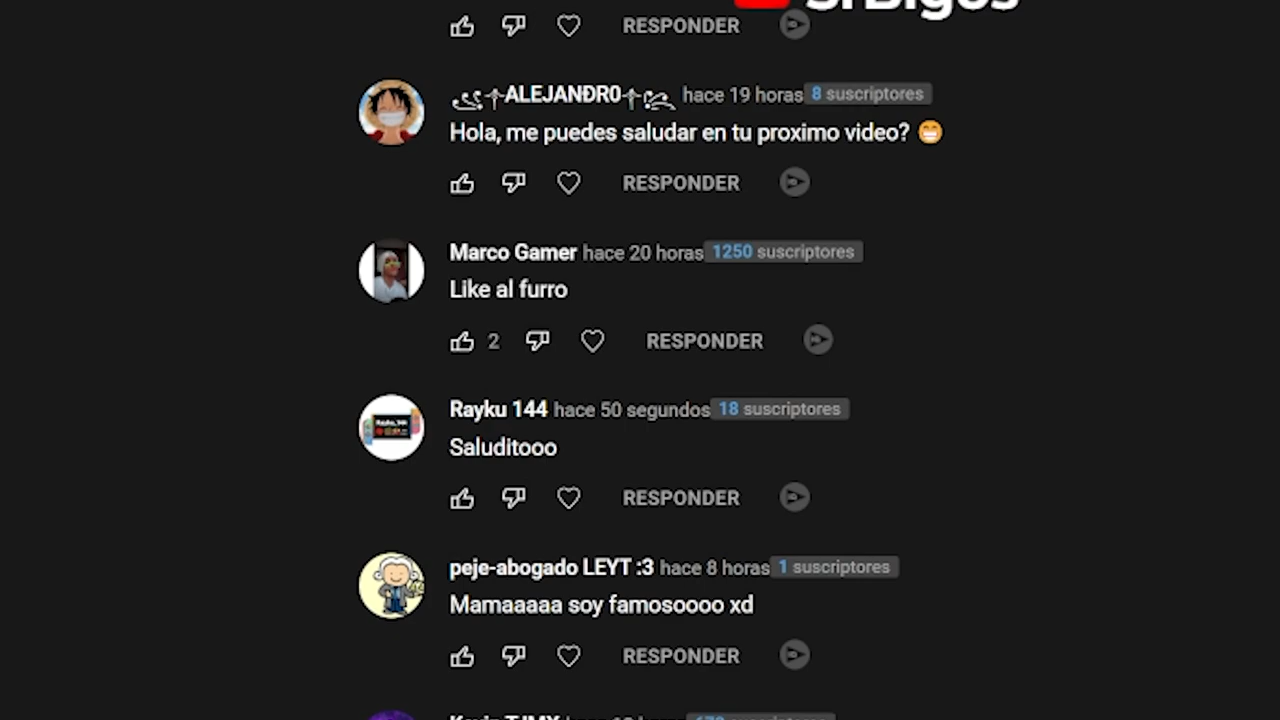 SrBigos
RESPONDER
ALEJANĐR0 hace 19 horas 8 suscriptores
Hola, me puedes saludar en tu proximo video? 😁
RESPONDER
Marco Gamer hace 20 horas 1250 suscriptores
Like al furro
2 RESPONDER
Rayku 144 hace 50 segundos 18 suscriptores
Saluditooo
RESPONDER
peje-abogado LEYT :3 hace 8 horas 1 suscriptores
Mamaaaaa soy famosoooo xd
RESPONDER